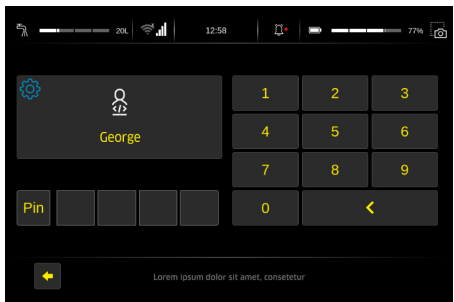 20L 12:58 77%
George
1 2 3
4 5 6
7 8 9
Pin 0
Lorem ipsum dolor sit amet, consetetur